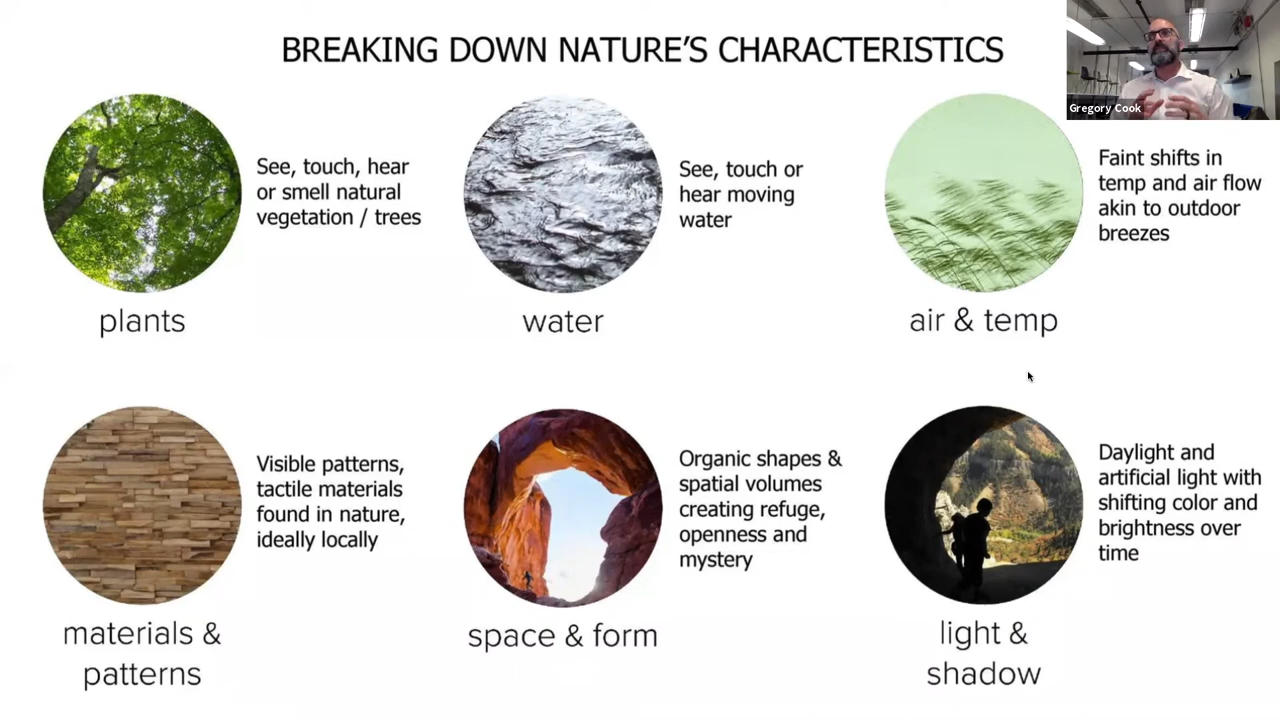 BREAKING DOWN NATURE'S CHARACTERISTICS
Gregory Cook
See, touch, hear
or smell natural
vegetation / trees
plants
See, touch or
hear moving
water
water
Faint shifts in
temp and air flow
akin to outdoor
breezes
air & temp
Visible patterns,
tactile materials
found in nature,
ideally locally
materials &
patterns
Organic shapes &
spatial volumes
creating refuge,
openness and
mystery
space & form
Daylight and
artificial light with
shifting color and
brightness over
time
light &
shadow